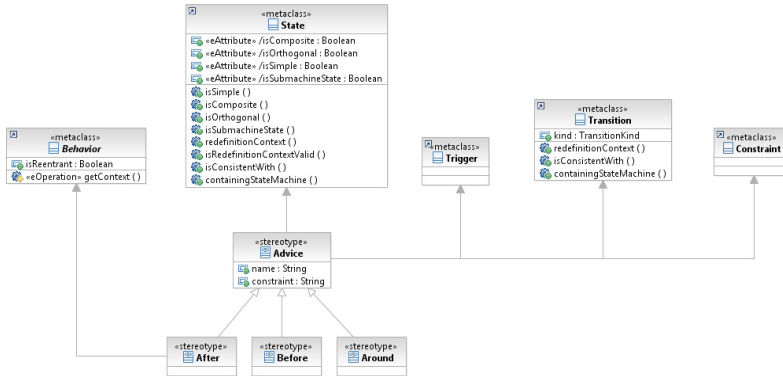 «metaclass»
State
«eAttribute» /isComposite : Boolean
«eAttribute» /isOrthogonal : Boolean
«eAttribute» /isSimple : Boolean
«eAttribute» /isSubmachineState : Boolean
isSimple ( )
isComposite ( )
isOrthogonal ( )
isSubmachineState ( )
redefinitionContext ( )
isRedefinitionContextValid ( )
isConsistentWith ( )
containingStateMachine ( )
«metaclass»
Behavior
isReentrant : Boolean
«eOperation» getContext ( )
«metaclass»
Trigger
«metaclass»
Transition
kind : TransitionKind
redefinitionContext ( )
isConsistentWith ( )
containingStateMachine ( )
«metaclass»
Constraint
«stereotype»
Advice
name : String
constraint : String
«stereotype»
After
«stereotype»
Before
«stereotype»
Around